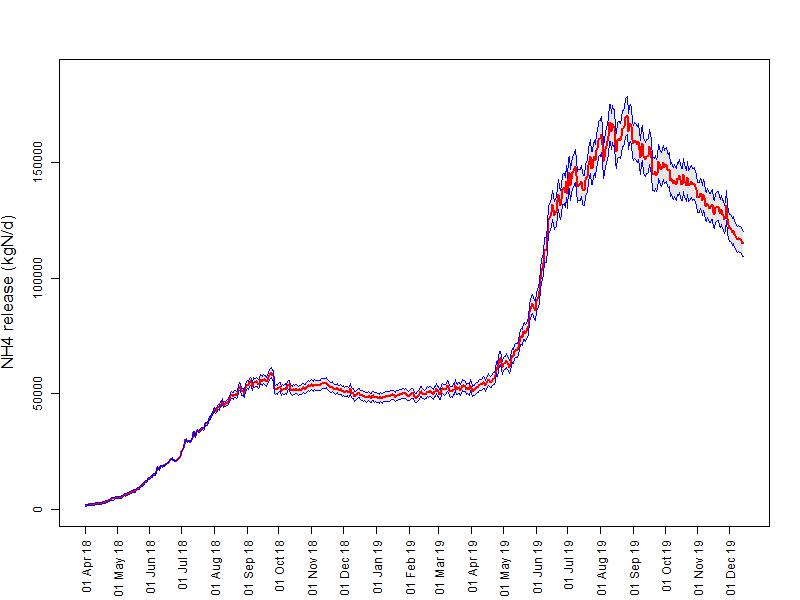 NH4 release (kgN/d)
150000
100000
50000
0
01 Apr 18
01 May 18
01 Jun 18
01 Jul 18
01 Aug 18
01 Sep 18
01 Oct 18
01 Nov 18
01 Dec 18
01 Jan 19
01 Feb 19
01 Mar 19
01 Apr 19
01 May 19
01 Jun 19
01 Jul 19
01 Aug 19
01 Sep 19
01 Oct 19
01 Nov 19
01 Dec 19